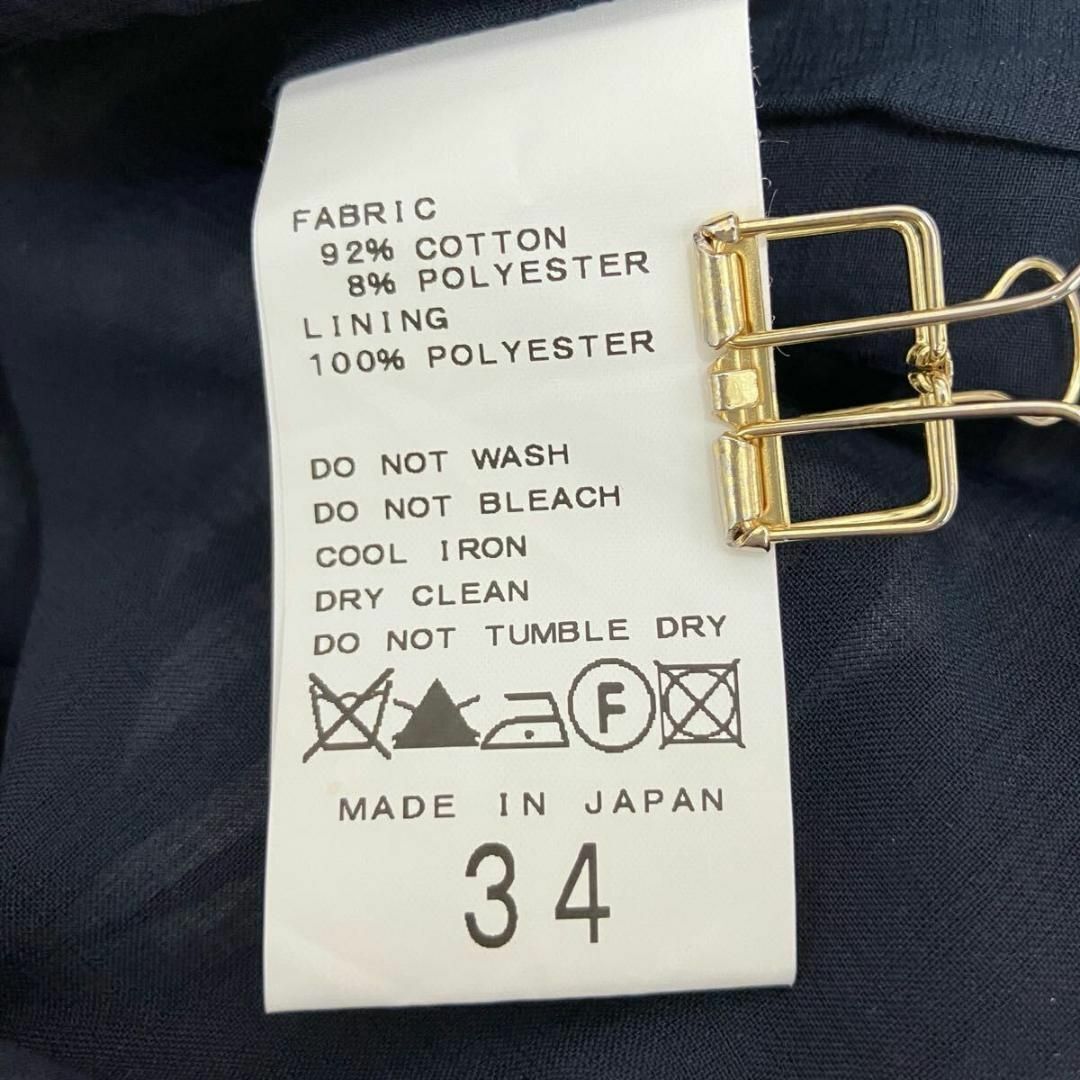 FABRIC
92% COTTON
8% POLYESTER
LINING
100% POLYESTER
DO NOT WASH
DO NOT BLEACH
COOL IRON
DRY CLEAN
DO NOT TUMBLE DRY
F
MADE IN JAPAN
34